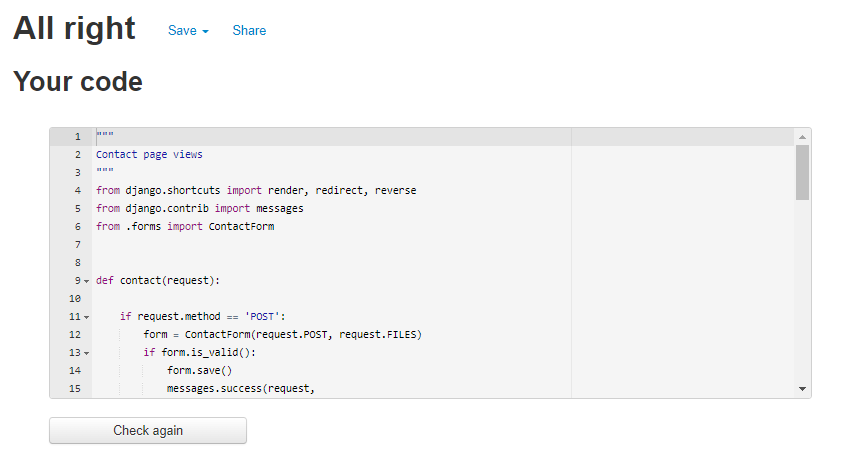 All right Save Share
Your code
1 """
2 Contact page views
3 """
4 from django.shortcuts import render, redirect, reverse
5 from django.contrib import messages
6 from .forms import ContactForm
7
8
9 def contact(request):
10
11 if request.method == 'POST':
12 form = ContactForm(request.POST, request.FILES)
13 if form.is_valid():
14 form.save()
15 messages.success(request,
Check again